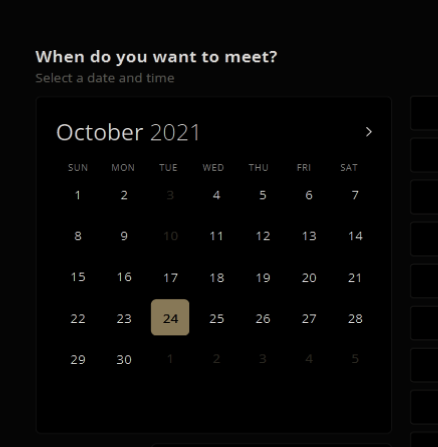 When do you want to meet?
Select a date and time
October 2021
SUN MON TUE WED THU FRI SAT
1 2 3 4 5 6 7
8 9 10 11 12 13 14
15 16 17 18 19 20 21
22 23 24 25 26 27 28
29 30 1 2 3 4 5